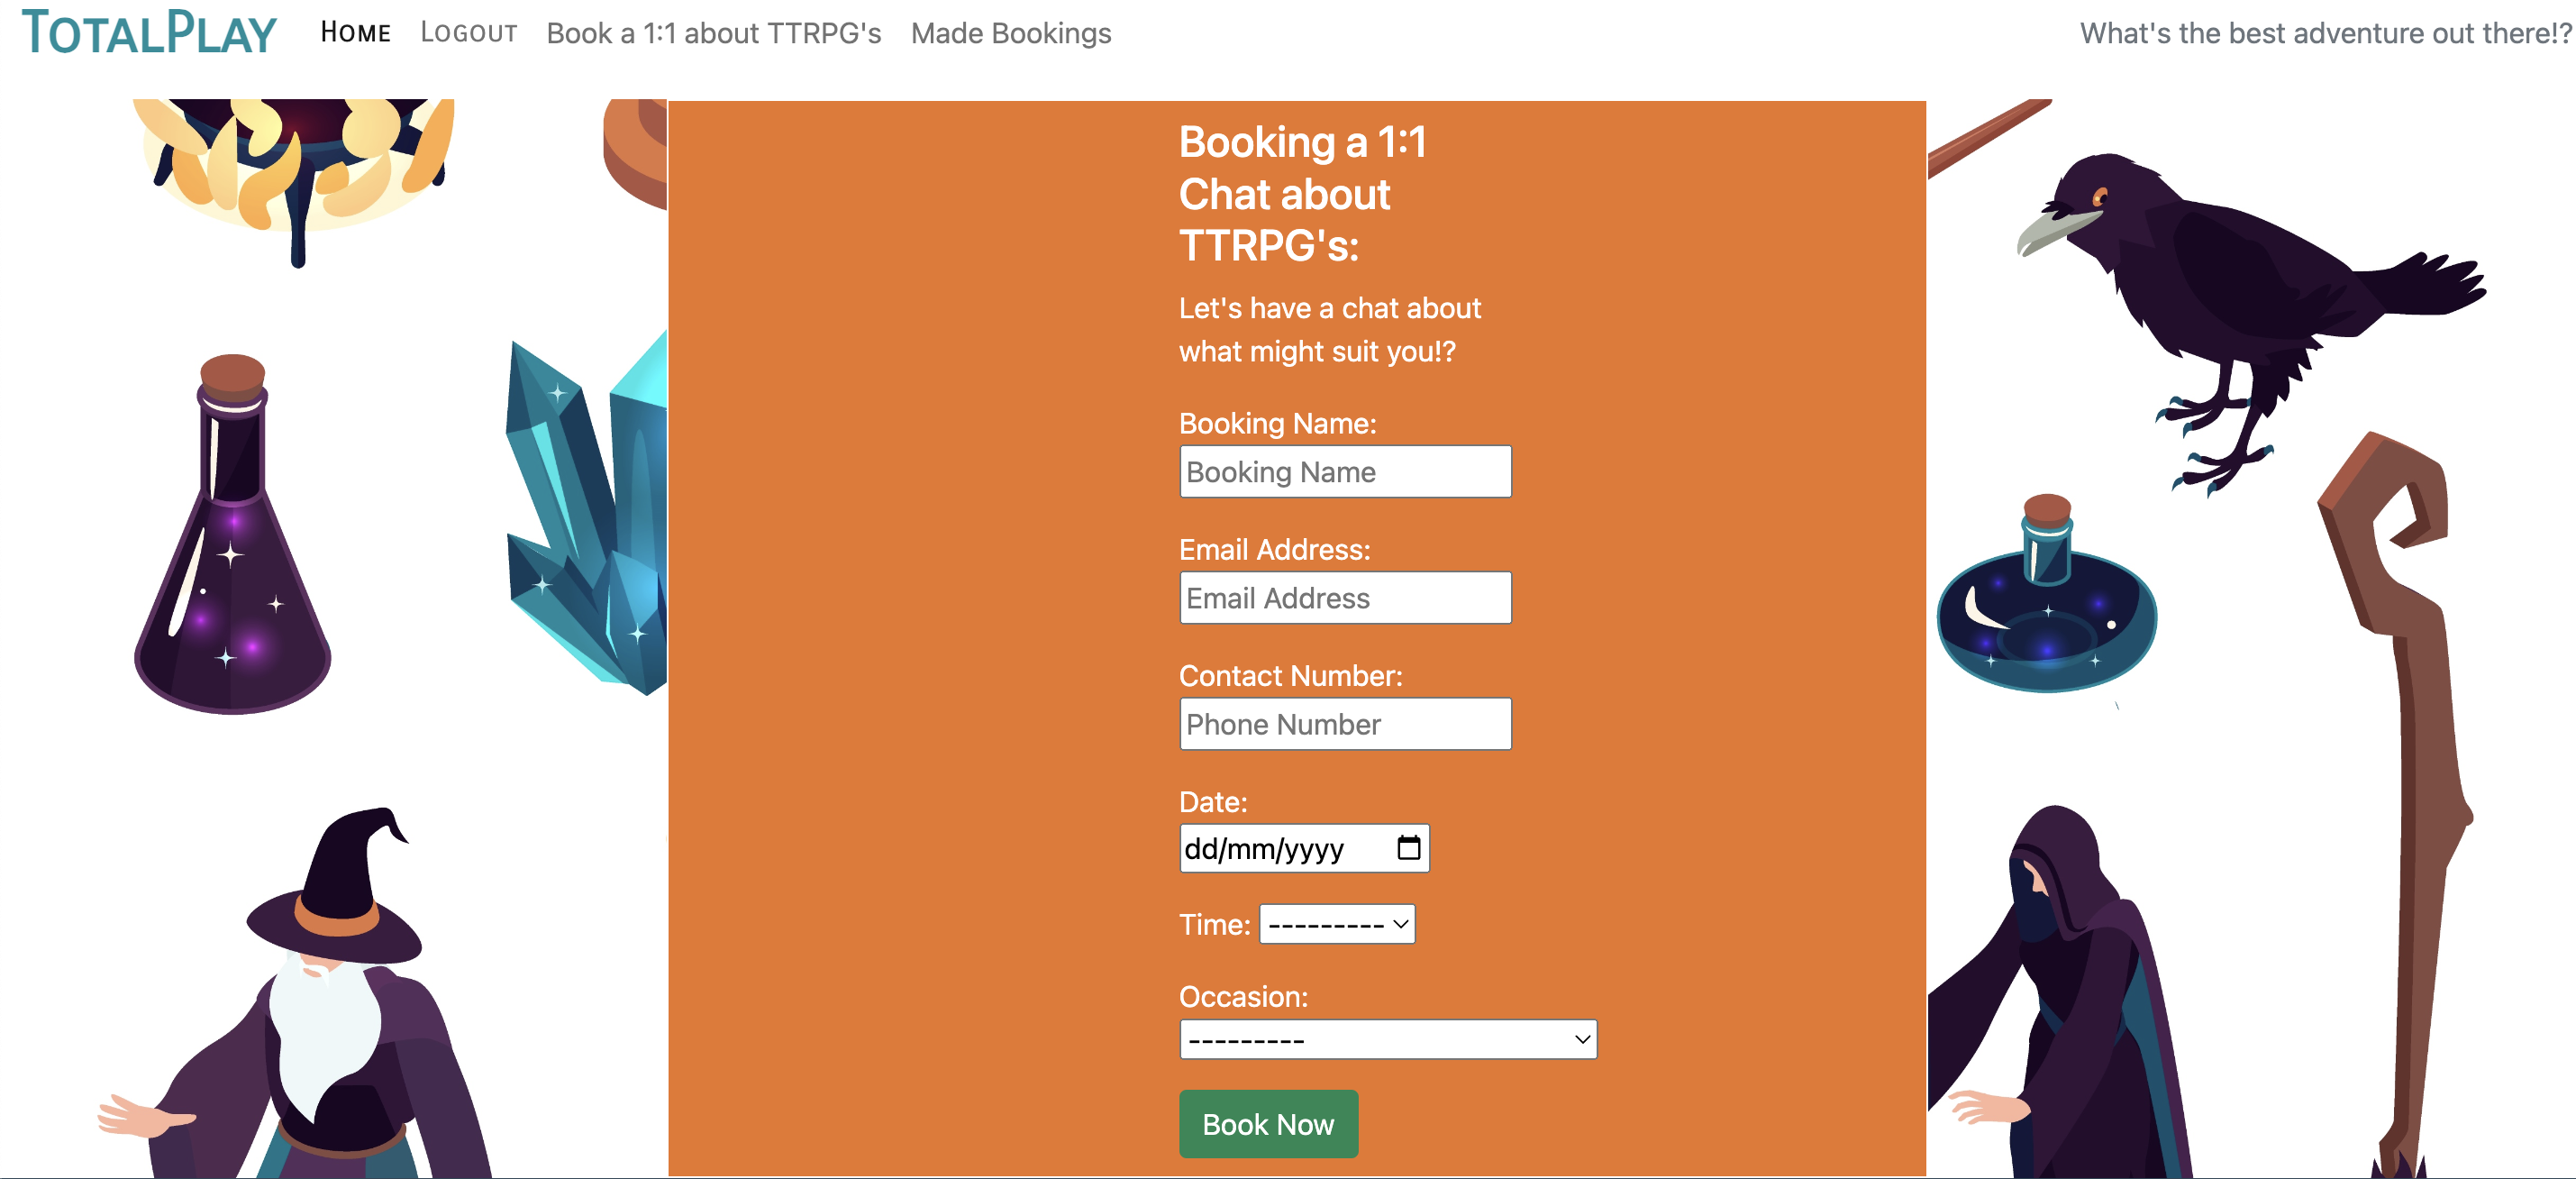 TOTALPLAY HOME LOGOUT Book a 1:1 about TTRPG's Made Bookings What's the best adventure out there!?
Booking a 1:1
Chat about
TTRPG's:
Let's have a chat about
what might suit you!?
Booking Name:
Booking Name
Email Address:
Email Address
Contact Number:
Phone Number
Date:
dd/mm/yyyy
Time: ---------
Occasion:
---------
Book Now